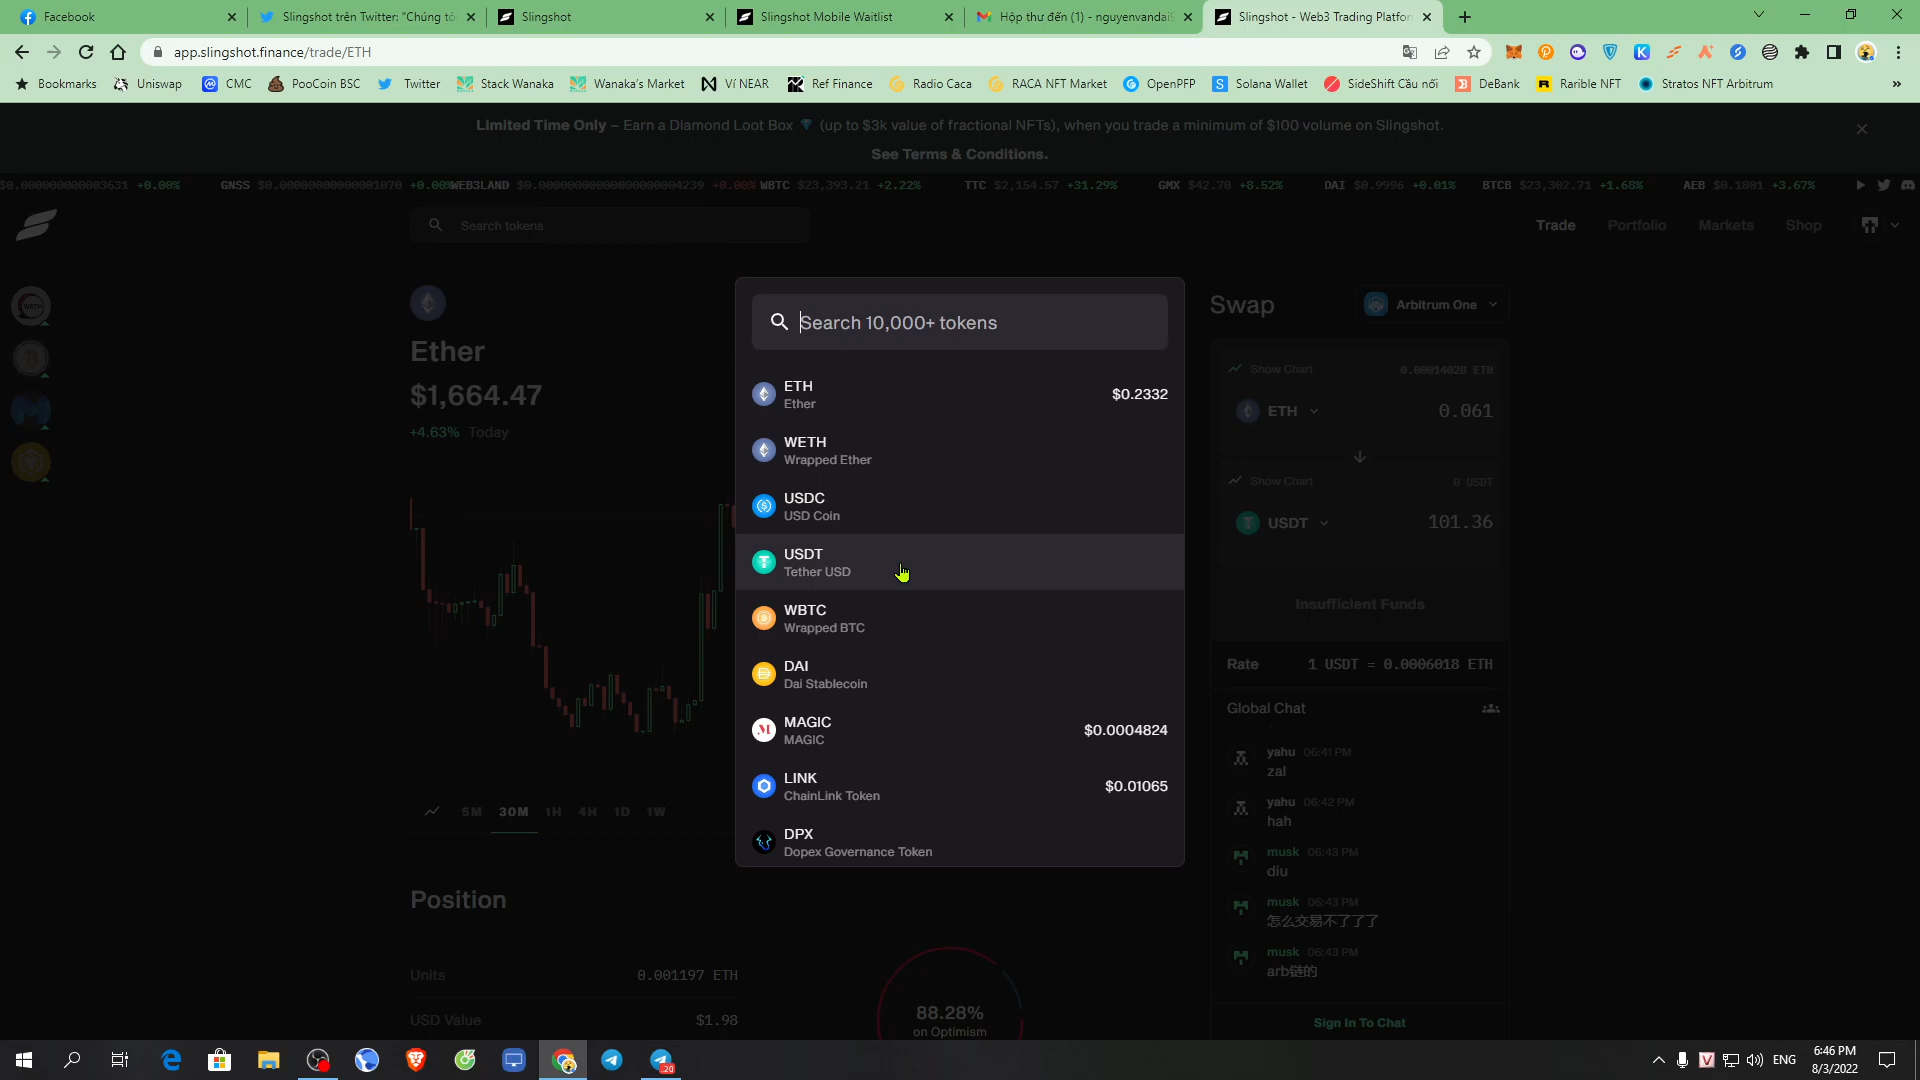 Facebook
Slingshot trên Twitter: "Chúng tô
Slingshot
Slingshot Mobile Waitlist
Hộp thư đến (1) - nguyenvandai9
Slingshot - Web3 Trading Platfor
app.slingshot.finance/trade/ETH
Bookmarks
Uniswap
CMC
PooCoin BSC
Twitter
Stack Wanaka
Wanaka's Market
Ví NEAR
Ref Finance
Radio Caca
RACA NFT Market
OpenPFP
Solana Wallet
SideShift Cầu nối
DeBank
Rarible NFT
Stratos NFT Arbitrum
Limited Time Only – Earn a Diamond Loot Box (up to $3k value of fractional NFTs), when you trade a minimum of $100 volume on Slingshot.
See Terms & Conditions.
+0.00% GNSS +0.00% WEB3LAND +0.00% WBTC $23,393.21 +2.22% TTC $2,154.57 +31.29% GMX $42.70 +8.52% DAI $0.9996 +0.01% BTCB $23,302.71 +1.68% AEB $0.1801 +3.67%
Search tokens
Trade
Portfolio
Markets
Shop
WETH
Ether
$1,664.47
+4.63% Today
5M 30M 1H 4H 1D 1W
Position
Units 0.001197 ETH
USD Value $1.98
88.28%
on Optimism
Search 10,000+ tokens
ETH
Ether
$0.2332
WETH
Wrapped Ether
USDC
USD Coin
USDT
Tether USD
WBTC
Wrapped BTC
DAI
Dai Stablecoin
MAGIC
MAGIC
$0.0004824
LINK
ChainLink Token
$0.01065
DPX
Dopex Governance Token
Swap
Arbitrum One
Show Chart 0.00014028 ETH
ETH 0.061
Show Chart 0 USDT
USDT 101.36
Insufficient Funds
Rate 1 USDT = 0.0006018 ETH
Global Chat
yahu 06:41 PM
zal
yahu 06:42 PM
hah
musk 06:43 PM
diu
musk 06:43 PM
怎么交易不了了了
musk 06:43 PM
arb链的
Sign In To Chat
20
ENG
6:46 PM
8/3/2022